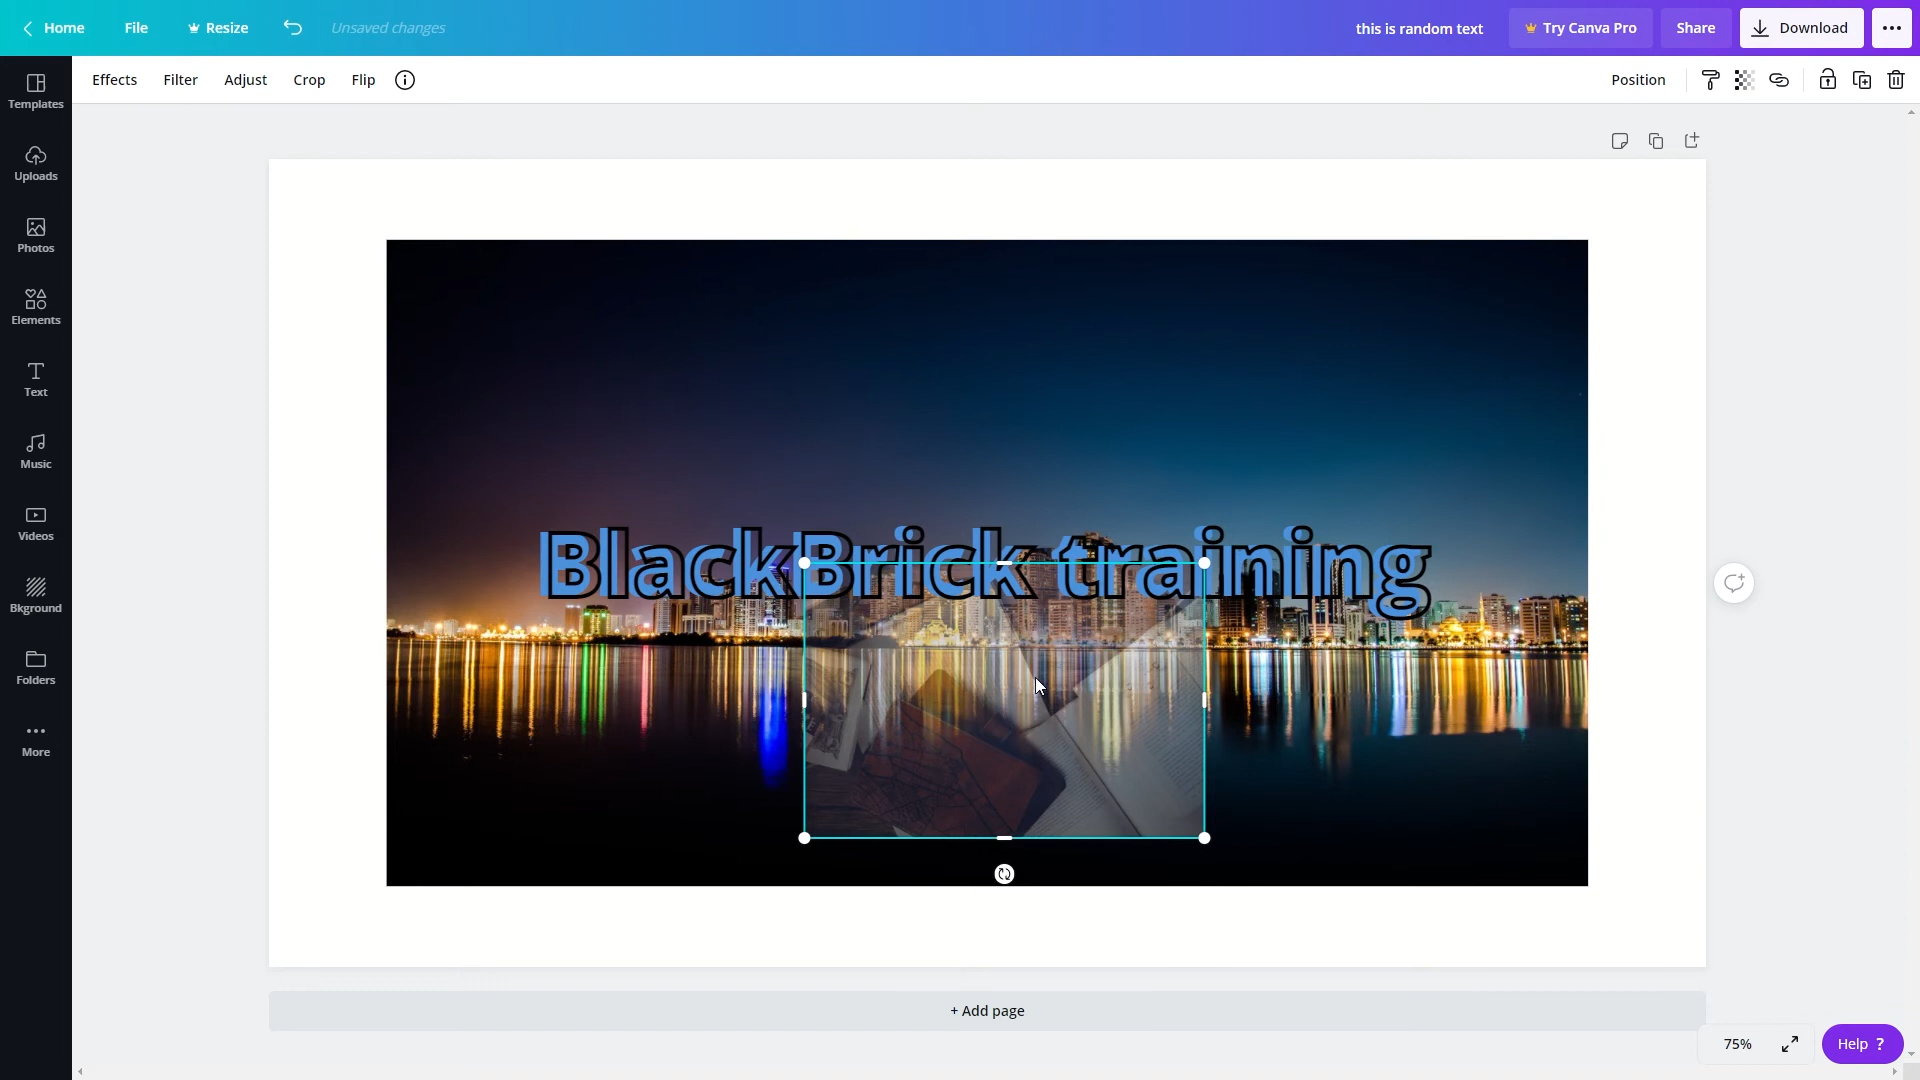 Home File Resize Unsaved changes this is random text Try Canva Pro Share Download
Effects Filter Adjust Crop Flip Position
Templates
Uploads
Photos
Elements
Text
Music
Videos
Bkground
Folders
More
BlackBrick training
+ Add page
75% Help ?